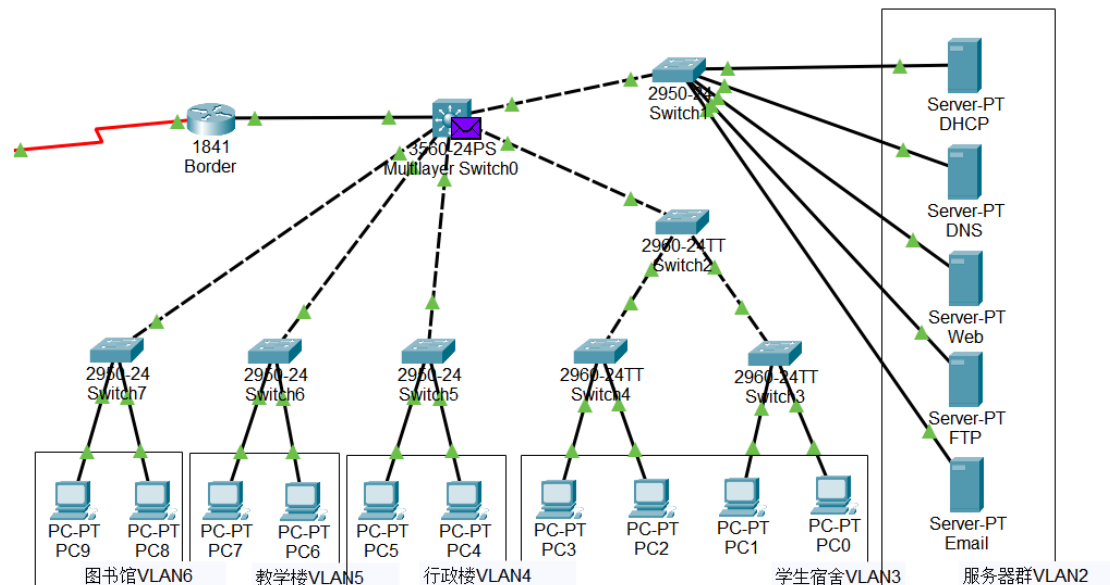 2950-24
Switch1
1841
Border
3560-24PS
Multilayer Switch0
Server-PT
DHCP
Server-PT
DNS
Server-PT
Web
Server-PT
FTP
Server-PT
Email
2960-24TT
Switch2
2950-24
Switch7
2950-24
Switch6
2950-24
Switch5
2960-24TT
Switch4
2960-24TT
Switch3
PC-PT
PC9
PC-PT
PC8
PC-PT
PC7
PC-PT
PC6
PC-PT
PC5
PC-PT
PC4
PC-PT
PC3
PC-PT
PC2
PC-PT
PC1
PC-PT
PC0
图书馆VLAN6
教学楼VLAN5
行政楼VLAN4
学生宿舍VLAN3
服务器群VLAN2